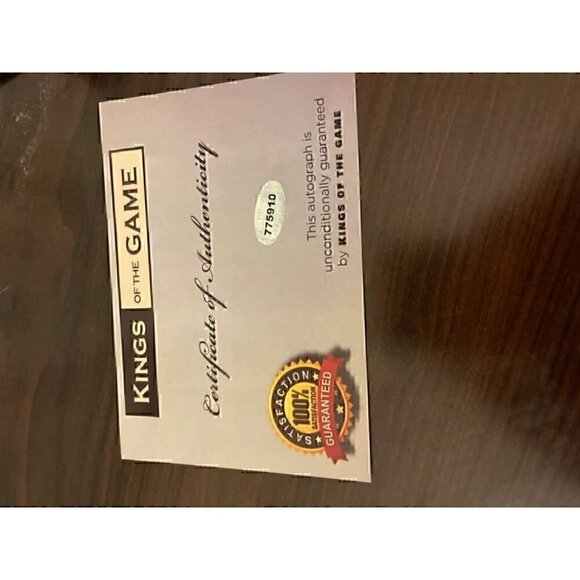 KINGS OF THE GAME
Certificate of Authenticity
775910
SATISFACTION
100%
SATISFACTION
GUARANTEED
This autograph is
unconditionally guaranteed
by KINGS OF THE GAME